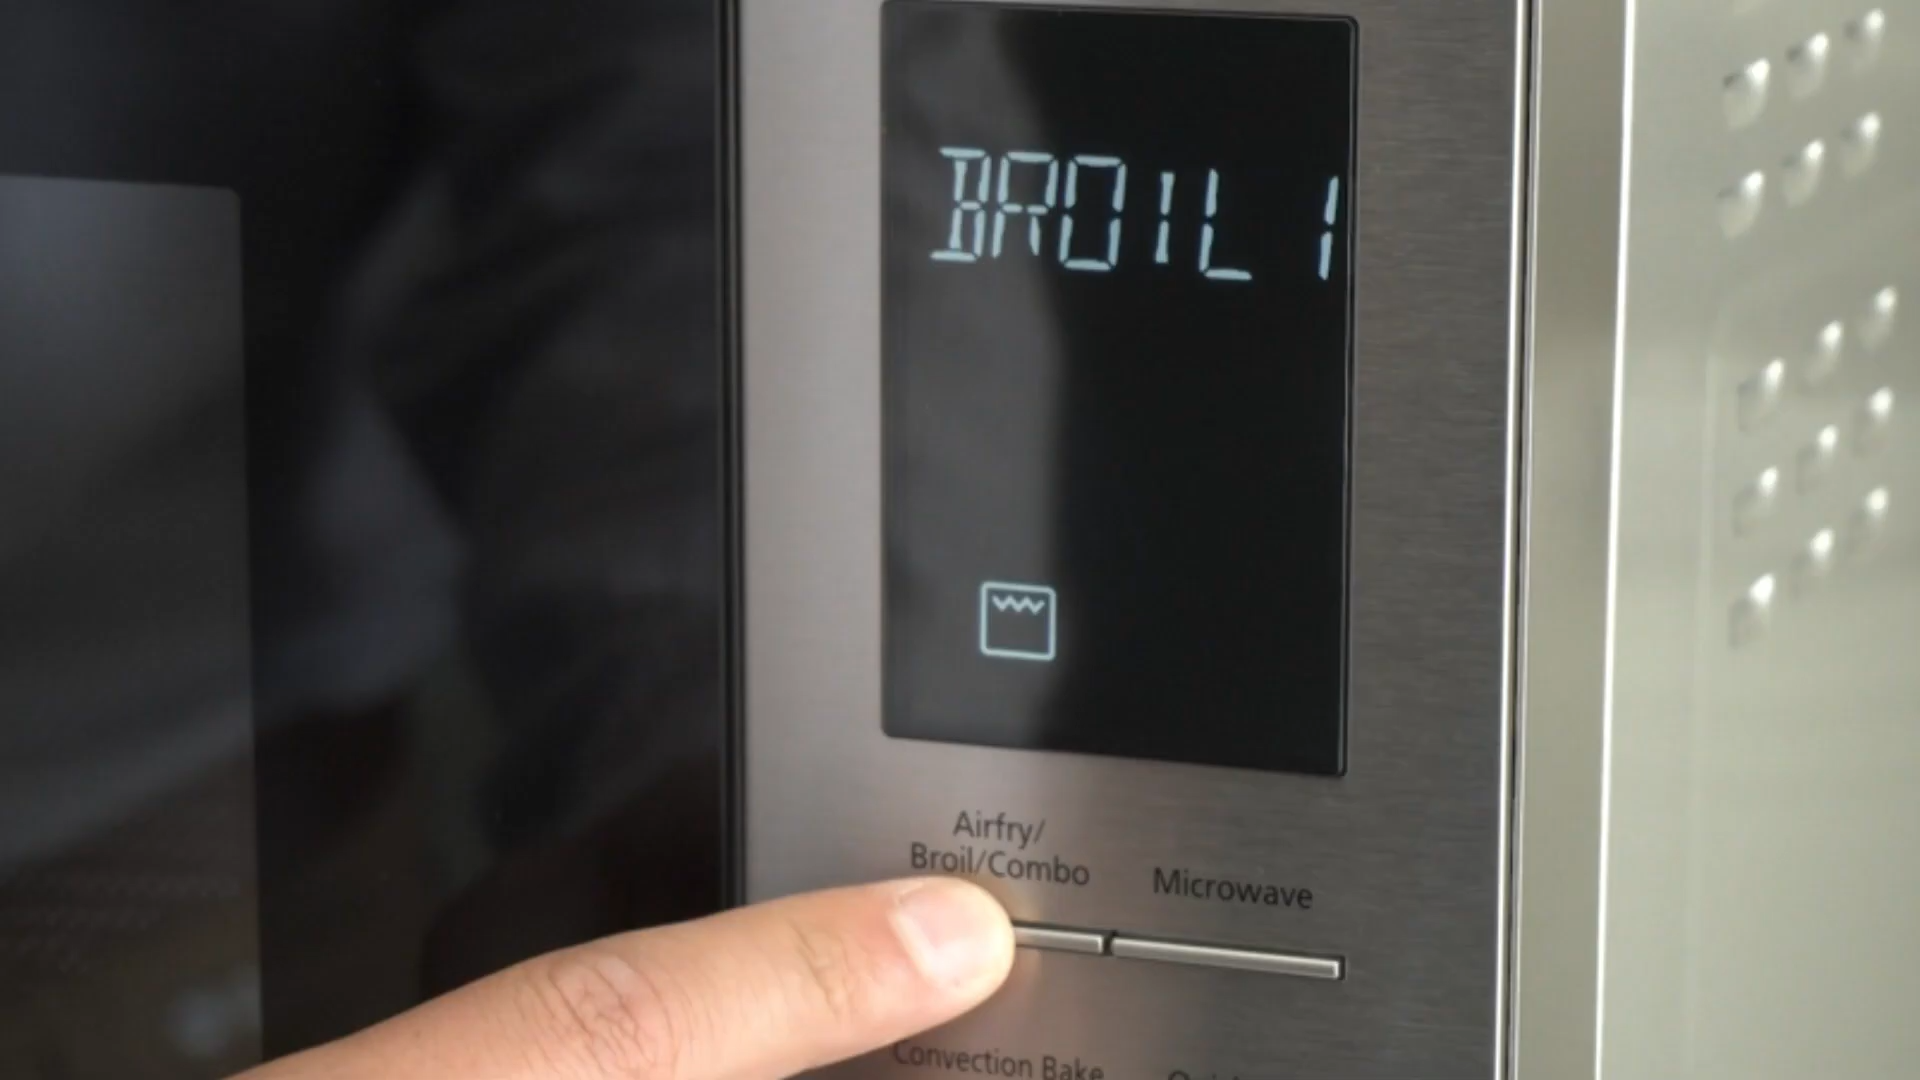 BROIL 1
Airfry/
Broil/Combo
Microwave
Convection Bake